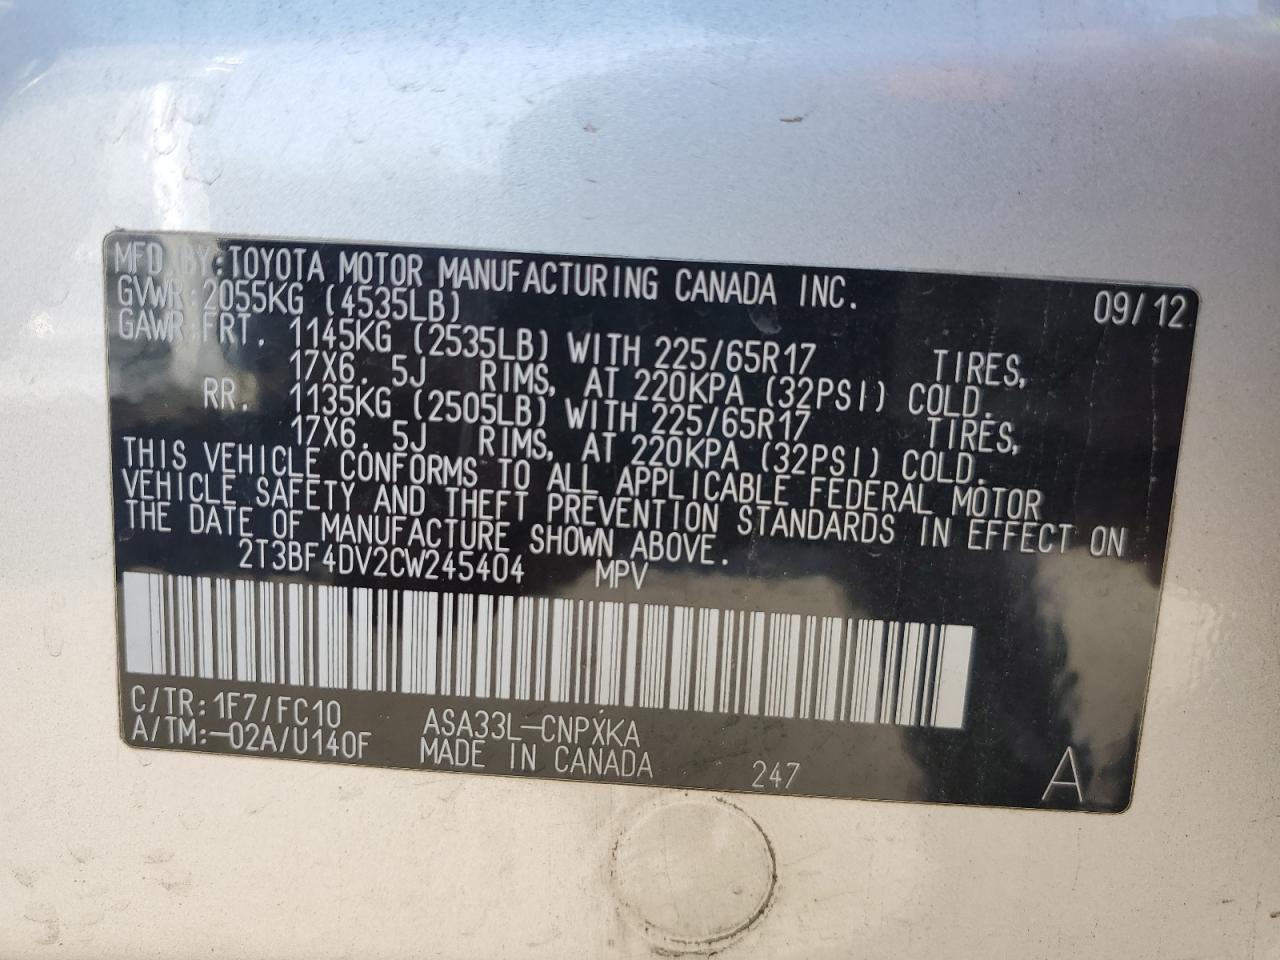 MFD.BY:TOYOTA MOTOR MANUFACTURING CANADA INC.
GVWR:2055KG (4535LB) 09/12
GAWR:FRT. 1145KG (2535LB) WITH 225/65R17 TIRES,
17X6.5J RIMS, AT 220KPA (32PSI) COLD.
RR. 1135KG (2505LB) WITH 225/65R17 TIRES,
17X6.5J RIMS, AT 220KPA (32PSI) COLD.
THIS VEHICLE CONFORMS TO ALL APPLICABLE FEDERAL MOTOR
VEHICLE SAFETY AND THEFT PREVENTION STANDARDS IN EFFECT ON
THE DATE OF MANUFACTURE SHOWN ABOVE.
2T3BF4DV2CW245404 MPV
C/TR:1F7/FC10 ASA33L-CNPXKA
A/TM:-02A/U140F MADE IN CANADA 247 A